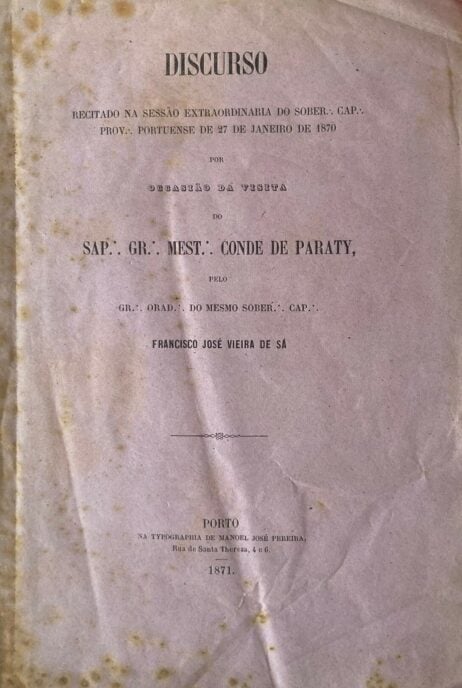 DISCURSO
RECITADO NA SESSÃO EXTRAORDINARIA DO SOBER.·. CAP.·.
PROV.·. PORTUENSE DE 27 DE JANEIRO DE 1870
POR
OCCASIÃO DA VISITA
DO
SAP.·. GR.·. MEST.·. CONDE DE PARATY,
PELO
GR.·. ORAD.·. DO MESMO SOBER.·. CAP.·.
FRANCISCO JOSÉ VIEIRA DE SÁ
PORTO
NA TYPOGRAPHIA DE MANOEL JOSÉ PEREIRA,
Rua de Santa Thereza, 4 e 6.
1871.